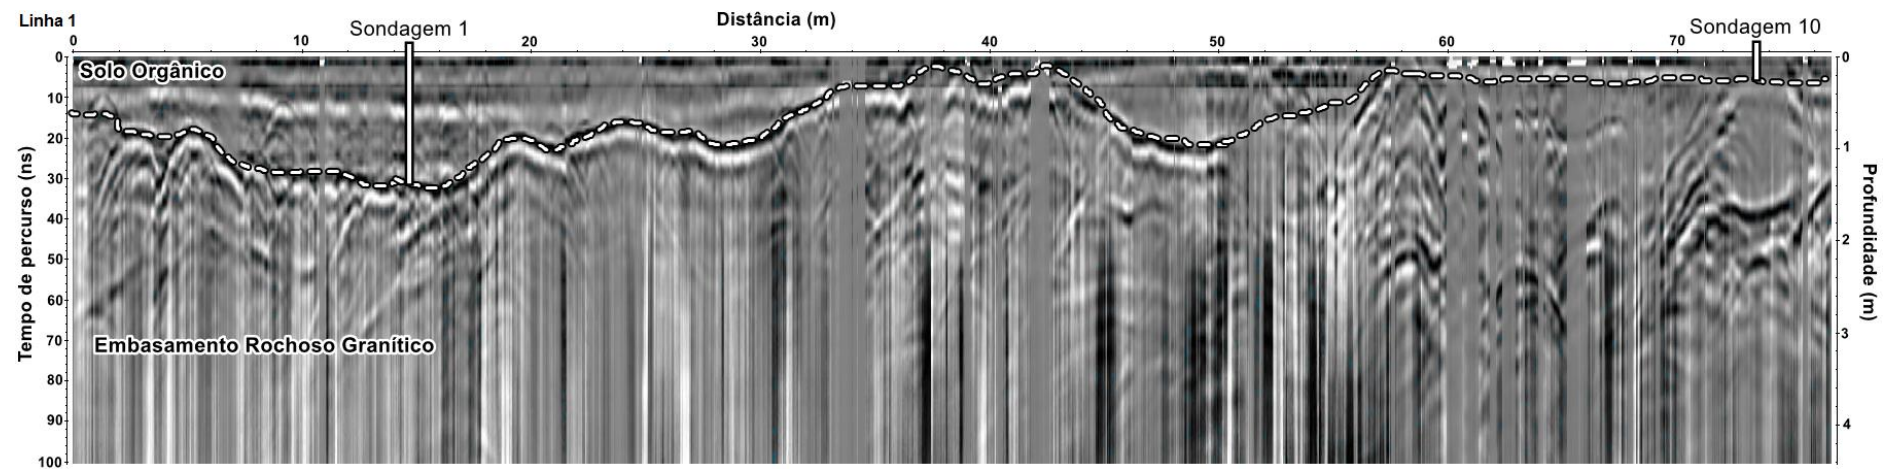 Linha 1
Distância (m)
Sondagem 1
Sondagem 10
0 10 20 30 40 50 60 70
Tempo de percurso (ns)
0
10
20
30
40
50
60
70
80
90
100
Solo Orgânico
Embasamento Rochoso Granítico
0
1
2
3
4
Profundidade (m)